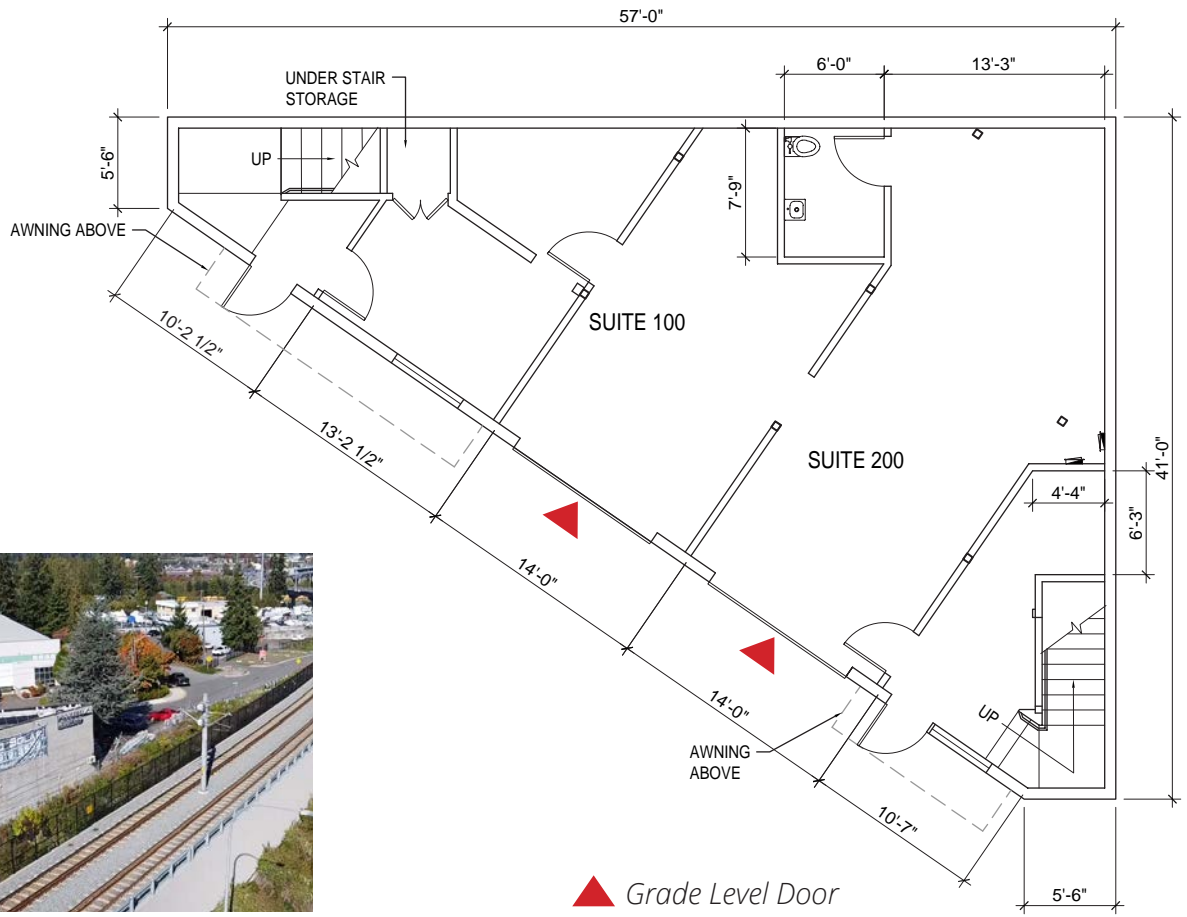 57'-0"
UNDER STAIR
STORAGE
6'-0"
13'-3"
5'-6"
UP
7'-9"
AWNING ABOVE
SUITE 100
10'-2 1/2"
13'-2 1/2"
SUITE 200
41'-0"
4'-4"
6'-3"
14'-0"
14'-0"
UP
AWNING
ABOVE
10'-7"
5'-6"
Grade Level Door